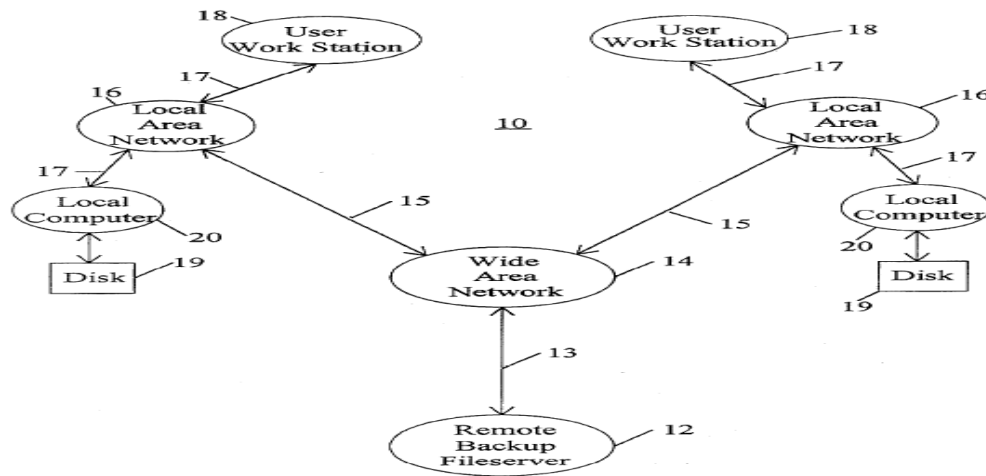 18
User
Work Station
User
Work Station
18
17
17
16
Local
Area
Network
10
Local
Area
Network
16
17
17
Local
Computer
15
15
Local
Computer
20
20
Disk
19
Wide
Area
Network
14
Disk
19
13
Remote
Backup
Fileserver
12